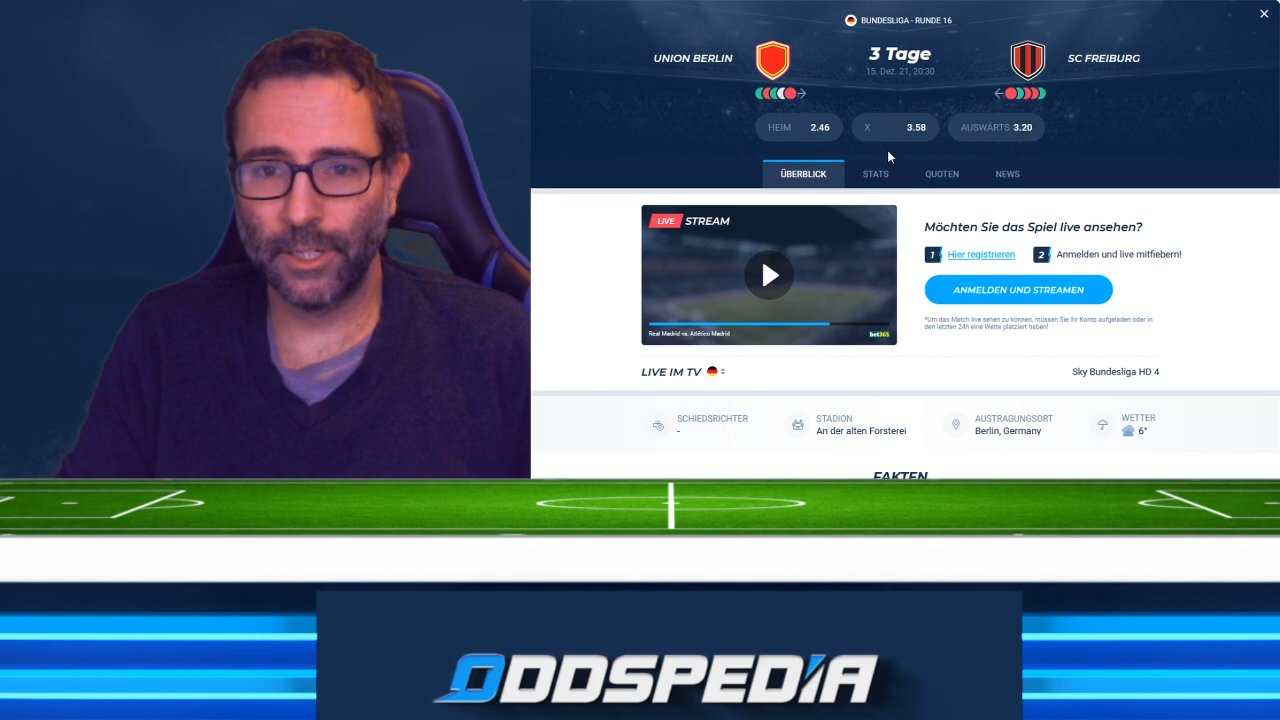 BUNDESLIGA - RUNDE 16
UNION BERLIN
3 Tage
SC FREIBURG
15. Dez. 21, 20:30
HEIM 2.46
X 3.58
AUSWÄRTS 3.20
ÜBERBLICK
STATS
QUOTEN
NEWS
LIVE STREAM
Real Madrid vs. Atlético Madrid
bet365
Möchten Sie das Spiel live ansehen?
1 Hier registrieren
2 Anmelden und live mitfiebern!
ANMELDEN UND STREAMEN
*Um das Match live sehen zu können, müssen Sie Ihr Konto aufgeladen oder in
den letzten 24h eine Wette platziert haben!
LIVE IM TV
Sky Bundesliga HD 4
SCHIEDSRICHTER
-
STADION
An der alten Forsterei
AUSTRAGUNGSORT
Berlin, Germany
WETTER
6°
FAKTEN
ODDSPEDIA